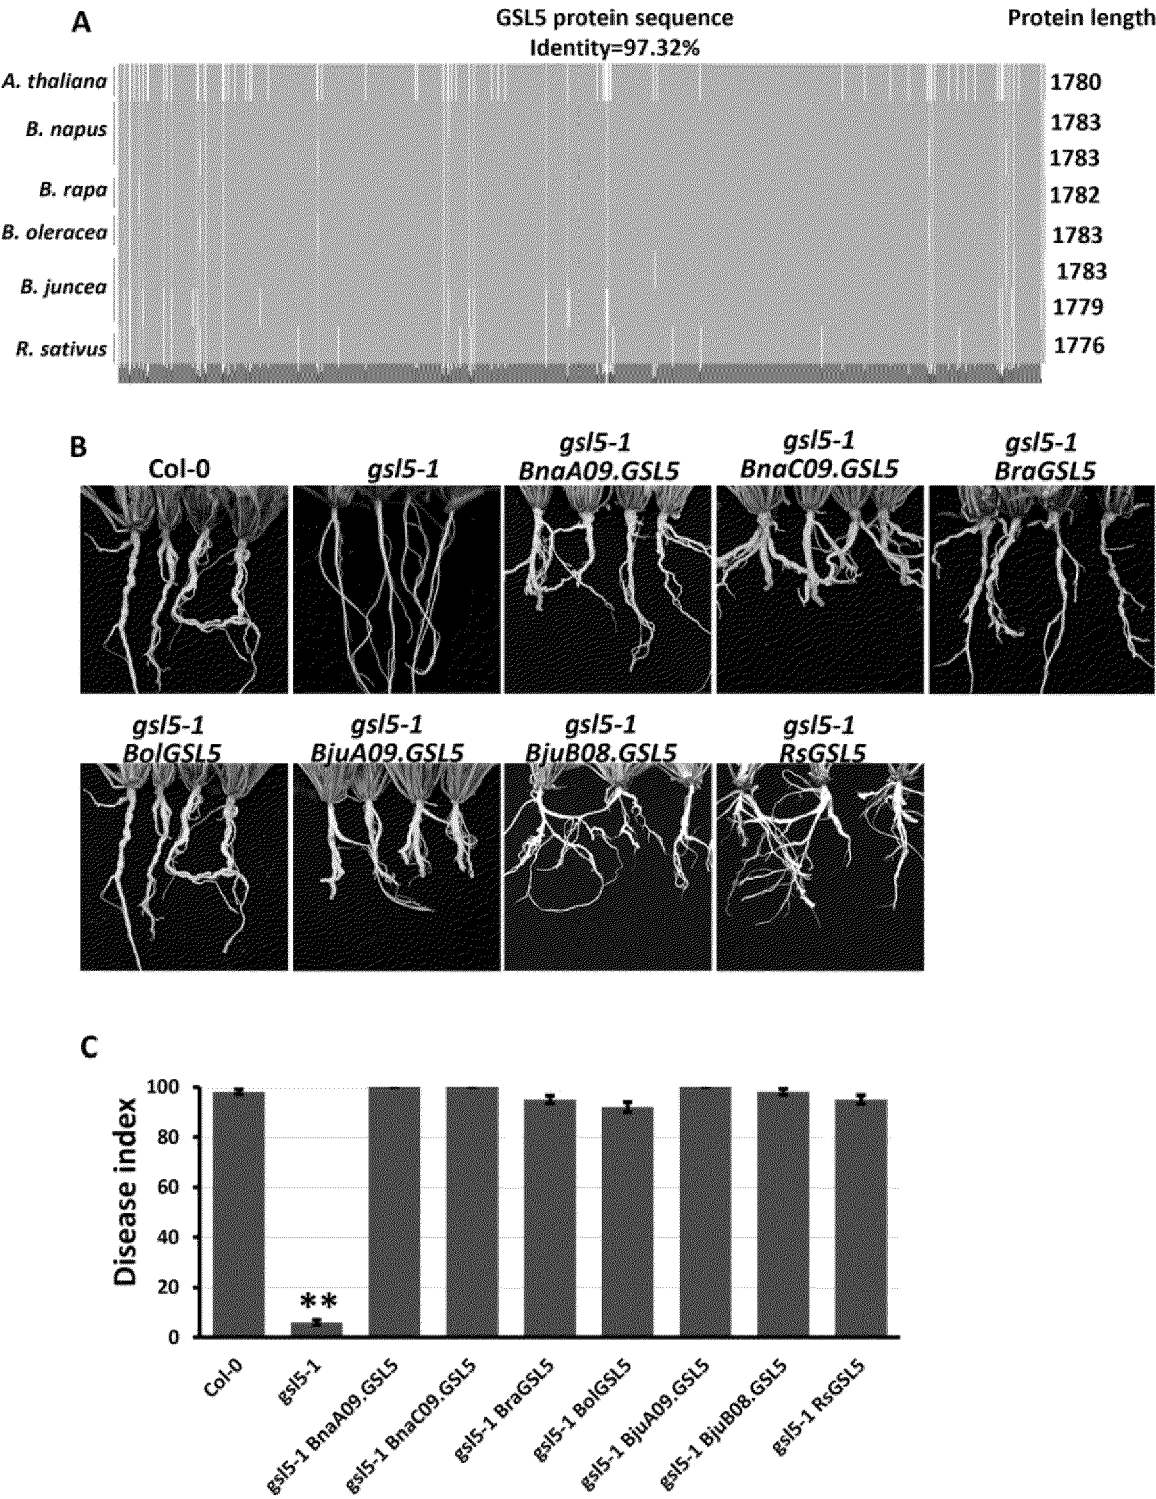 A
GSL5 protein sequence
Protein length
Identity=97.32%
A. thaliana
1780
B. napus
1783
1783
B. rapa
1782
B. oleracea
1783
B. juncea
1783
1779
R. sativus
1776
B
Col-0
gsl5-1
gsl5-1
BnaA09.GSL5
gsl5-1
BnaC09.GSL5
gsl5-1
BraGSL5
gsl5-1
BolGSL5
gsl5-1
BjuA09.GSL5
gsl5-1
BjuB08.GSL5
gsl5-1
RsGSL5
C
Disease index
100
80
60
40
20
0
**
Col-0
gsl5-1
gsl5-1 BnaA09.GSL5
gsl5-1 BnaC09.GSL5
gsl5-1 BraGSL5
gsl5-1 BolGSL5
gsl5-1 BjuA09.GSL5
gsl5-1 BjuB08.GSL5
gsl5-1 RsGSL5